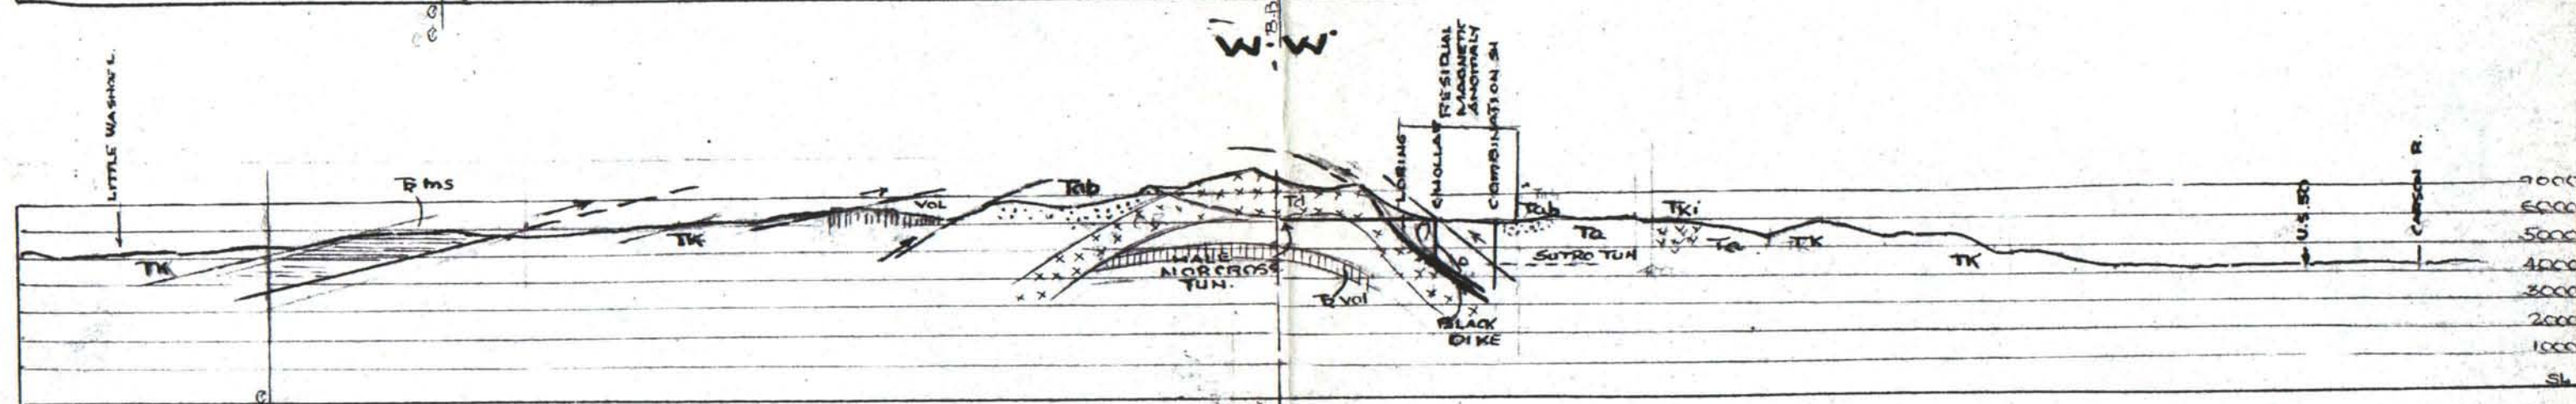 B.B
W. W.
LITTLE WASHOE L.
RESIDUAL
MAGNETIC
ANOMALY
LORING
CHOLLAR
COMBINATION SH
7000
6000
5000
4000
3000
2000
1000
SL
TR ms
Tab
VOL
TK
TK
Td
HALE
NORCROSS
TUN.
TR vol
BLACK
DIKE
Tab
Ta
SUTRO TUN
TKi
Ta
TK
TK
U.S. 50
CARSON R.